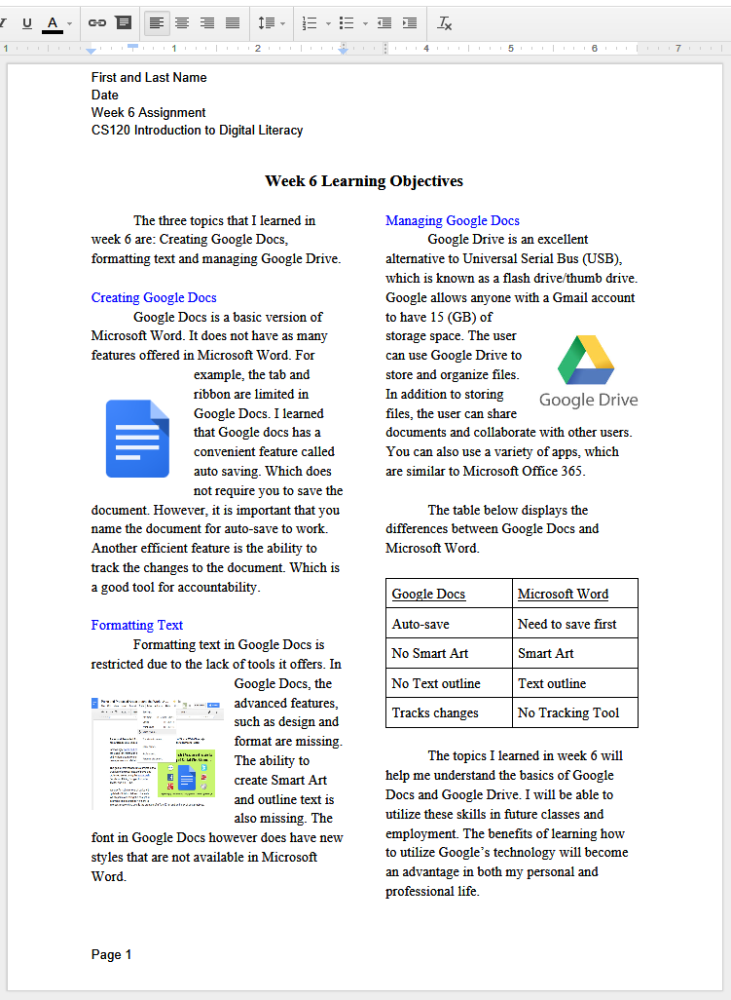 1 1 2 4 5 6 7
First and Last Name
Date
Week 6 Assignment
CS120 Introduction to Digital Literacy
Week 6 Learning Objectives
The three topics that I learned in
week 6 are: Creating Google Docs,
formatting text and managing Google Drive.
Creating Google Docs
Google Docs is a basic version of
Microsoft Word. It does not have as many
features offered in Microsoft Word. For
example, the tab and
ribbon are limited in
Google Docs. I learned
that Google docs has a
convenient feature called
auto saving. Which does
not require you to save the
document. However, it is important that you
name the document for auto-save to work.
Another efficient feature is the ability to
track the changes to the document. Which is
a good tool for accountability.
Formatting Text
Formatting text in Google Docs is
restricted due to the lack of tools it offers. In
Google Docs, the
advanced features,
such as design and
format are missing.
The ability to
create Smart Art
and outline text is
also missing. The
font in Google Docs however does have new
styles that are not available in Microsoft
Word.
Managing Google Docs
Google Drive is an excellent
alternative to Universal Serial Bus (USB),
which is known as a flash drive/thumb drive.
Google allows anyone with a Gmail account
to have 15 (GB) of
storage space. The user
can use Google Drive to
store and organize files.
In addition to storing
files, the user can share
documents and collaborate with other users.
You can also use a variety of apps, which
are similar to Microsoft Office 365.
Google Drive
The table below displays the
differences between Google Docs and
Microsoft Word.
Google Docs Microsoft Word
Auto-save Need to save first
No Smart Art Smart Art
No Text outline Text outline
Tracks changes No Tracking Tool
The topics I learned in week 6 will
help me understand the basics of Google
Docs and Google Drive. I will be able to
utilize these skills in future classes and
employment. The benefits of learning how
to utilize Google’s technology will become
an advantage in both my personal and
professional life.
Page 1